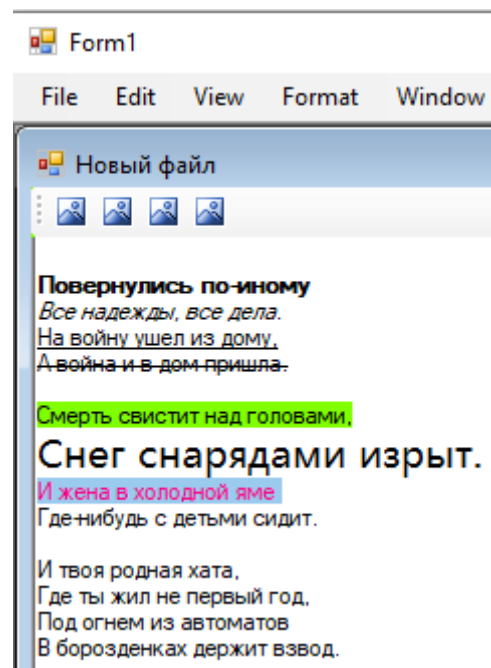 Form1
File Edit View Format Window
Новый файл
Повернулись по-иному
Все надежды, все дела.
На войну ушел из дому,
А война и в дом пришла.
Смерть свистит над головами,
Снег снарядами изрыт.
И жена в холодной яме
Где-нибудь с детьми сидит.
И твоя родная хата,
Где ты жил не первый год,
Под огнем из автоматов
В борозденках держит взвод.